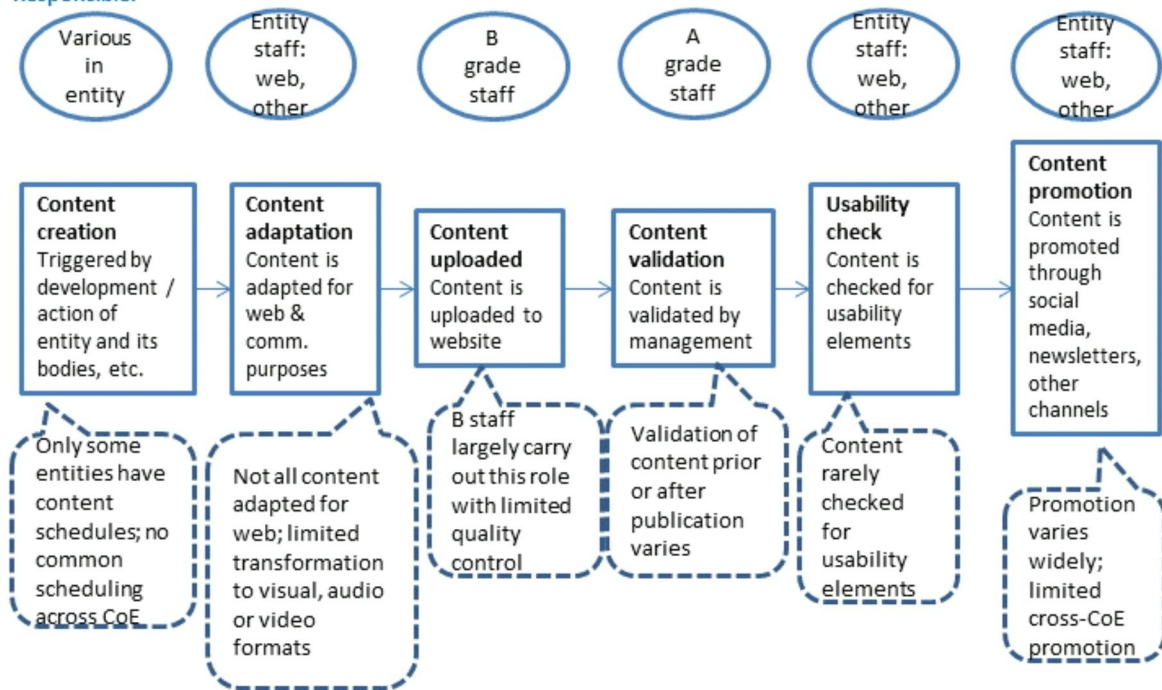 Responsible:
Various
in
entity
Entity
staff:
web,
other
B
grade
staff
A
grade
staff
Entity
staff:
web,
other
Entity
staff:
web,
other
Content
creation
Triggered by
development /
action of
entity and its
bodies, etc.
Content
adaptation
Content is
adapted for
web &
comm.
purposes
Content
uploaded
Content is
uploaded to
website
Content
validation
Content is
validated by
management
Usability
check
Content is
checked for
usability
elements
Content
promotion
Content is
promoted
through
social
media,
newsletters,
other
channels
Only some
entities have
content
schedules; no
common
scheduling
across CoE
Not all content
adapted for
web; limited
transformation
to visual, audio
or video
formats
B staff
largely carry
out this role
with limited
quality
control
Validation of
content prior
or after
publication
varies
Content
rarely
checked
for
usability
elements
Promotion
varies
widely;
limited
cross-CoE
promotion